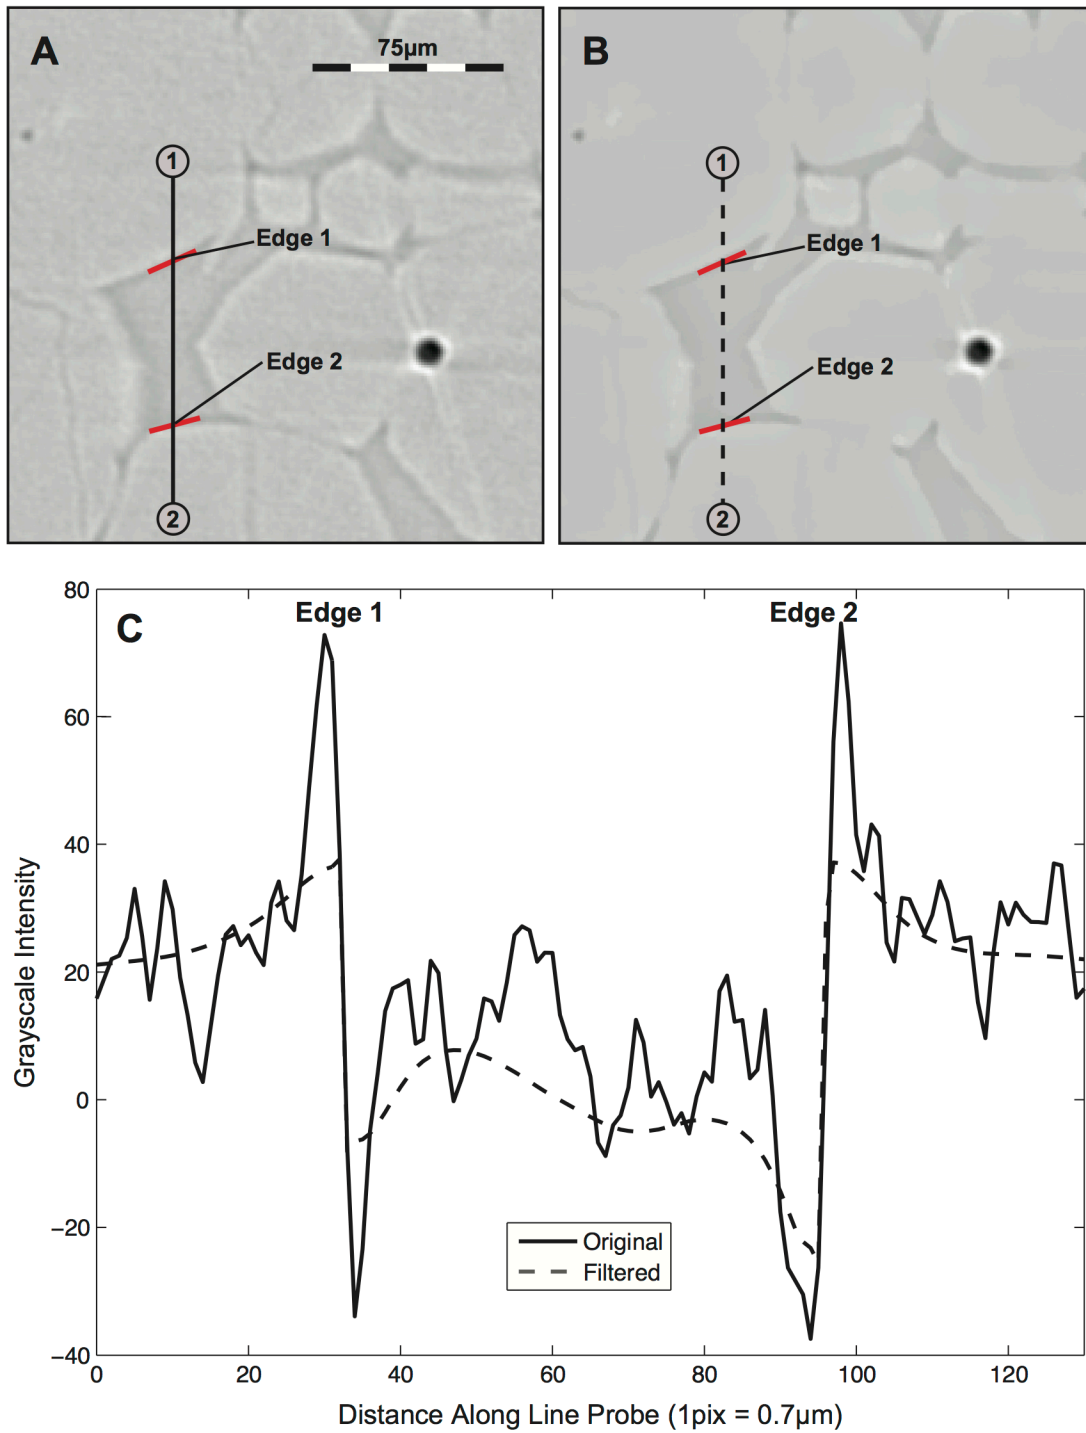 A
75µm
1
Edge 1
Edge 2
2
B
1
Edge 1
Edge 2
2
C
Edge 1
Edge 2
80
60
40
20
0
−20
−40
Grayscale Intensity
Original
Filtered
0
20
40
60
80
100
120
Distance Along Line Probe (1pix = 0.7µm)